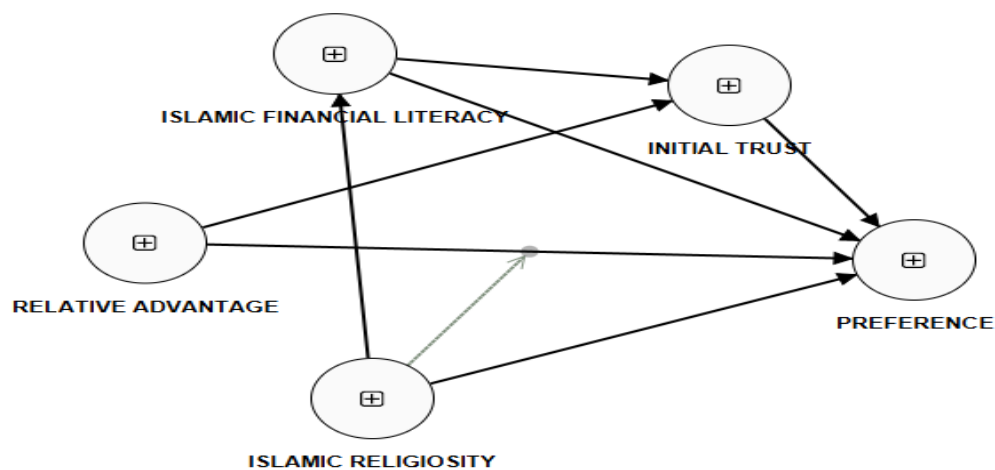 ISLAMIC FINANCIAL LITERACY
INITIAL TRUST
RELATIVE ADVANTAGE
PREFERENCE
ISLAMIC RELIGIOSITY